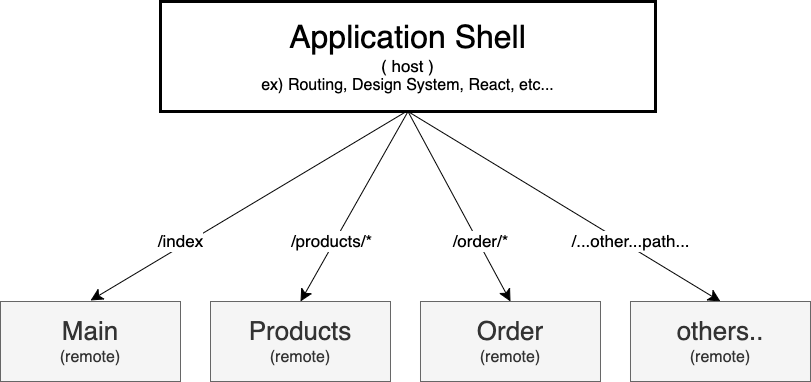 Application Shell
( host )
ex) Routing, Design System, React, etc...
/index
/products/*
/order/*
/...other...path...
Main
(remote)
Products
(remote)
Order
(remote)
others..
(remote)